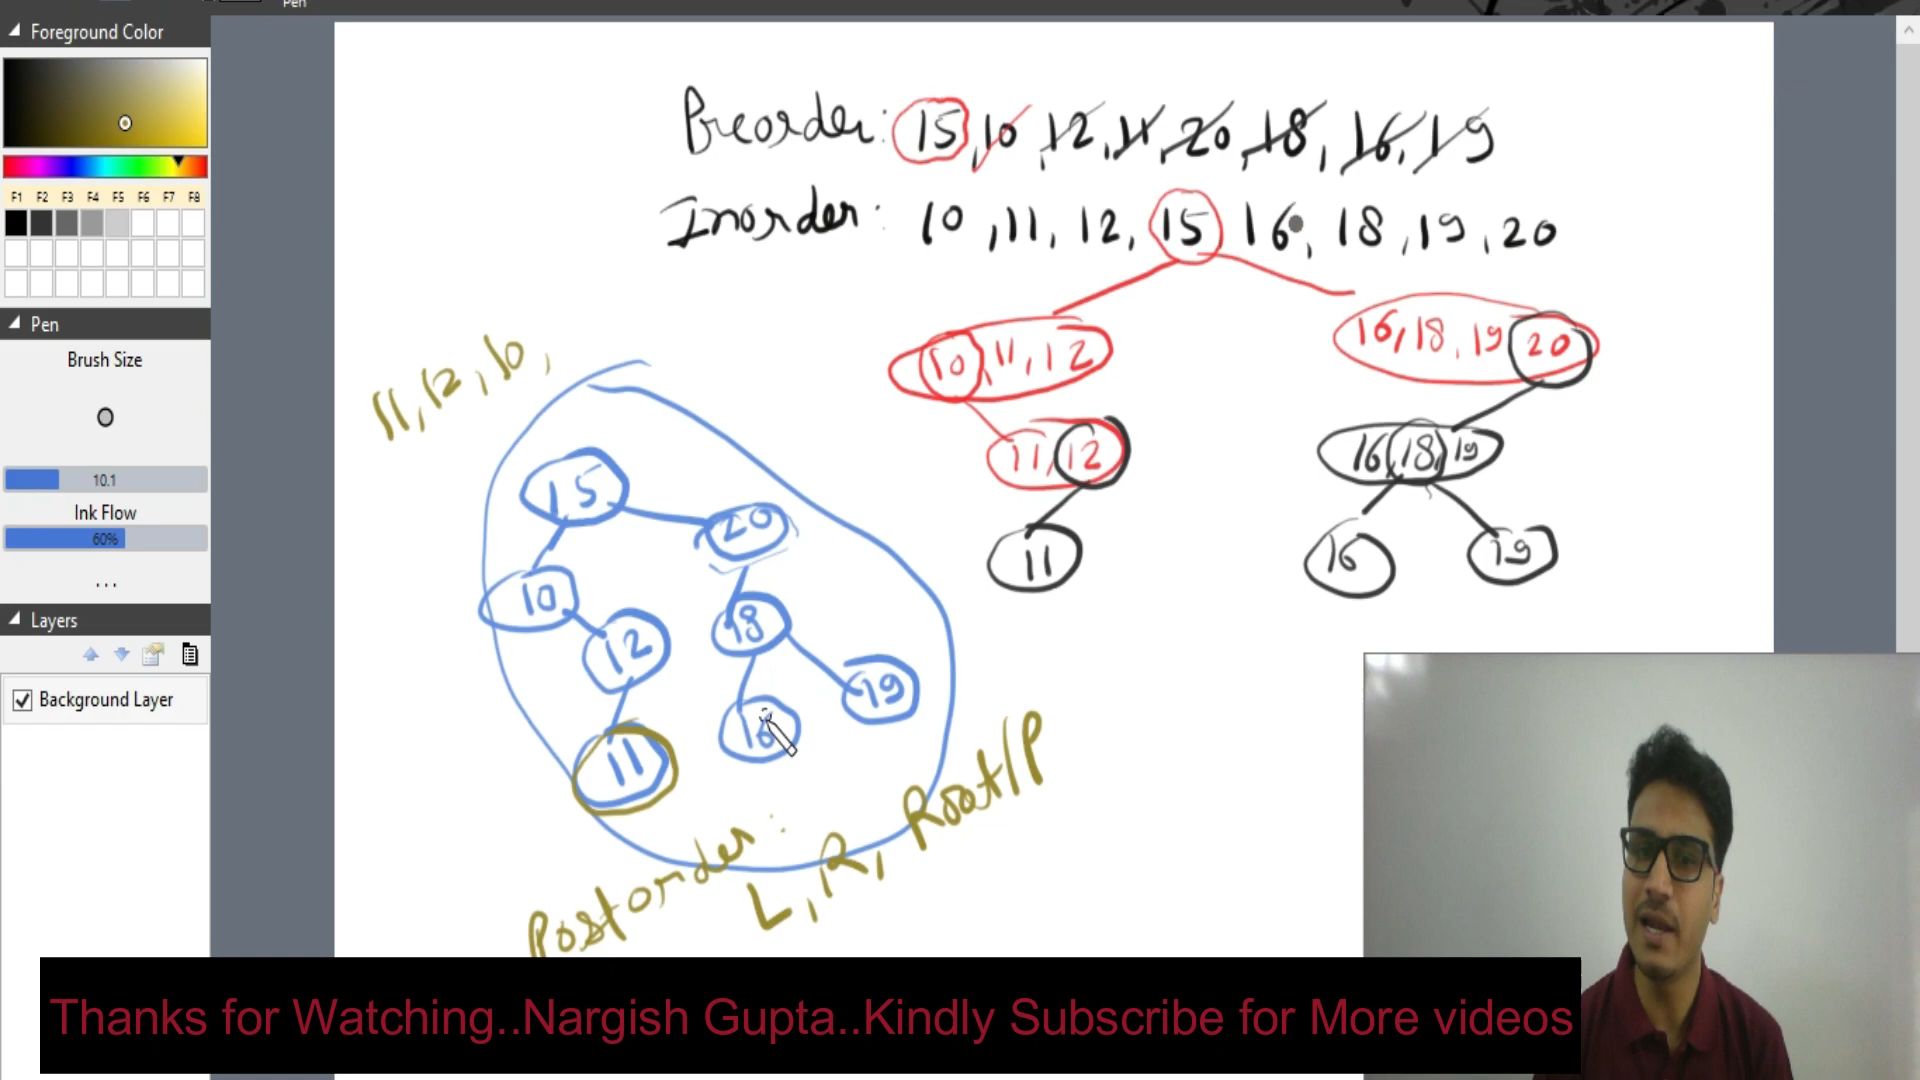 Pen
Foreground Color
F1 F2 F3 F4 F5 F6 F7 F8
Pen
Brush Size
10.1
Ink Flow
60%
...
Layers
Background Layer
Preorder: 15, 10, 12, 11, 20, 18, 16, 19
Inorder: 10, 11, 12, 15 16, 18, 19, 20
10, 11, 12
16, 18, 19 20
11, 12
16 18, 19
11
16
19
11, 12, 10,
15
20
10
12
18
19
11
16
Postorder:
L, R, Root/P
Thanks for Watching..Nargish Gupta..Kindly Subscribe for More videos